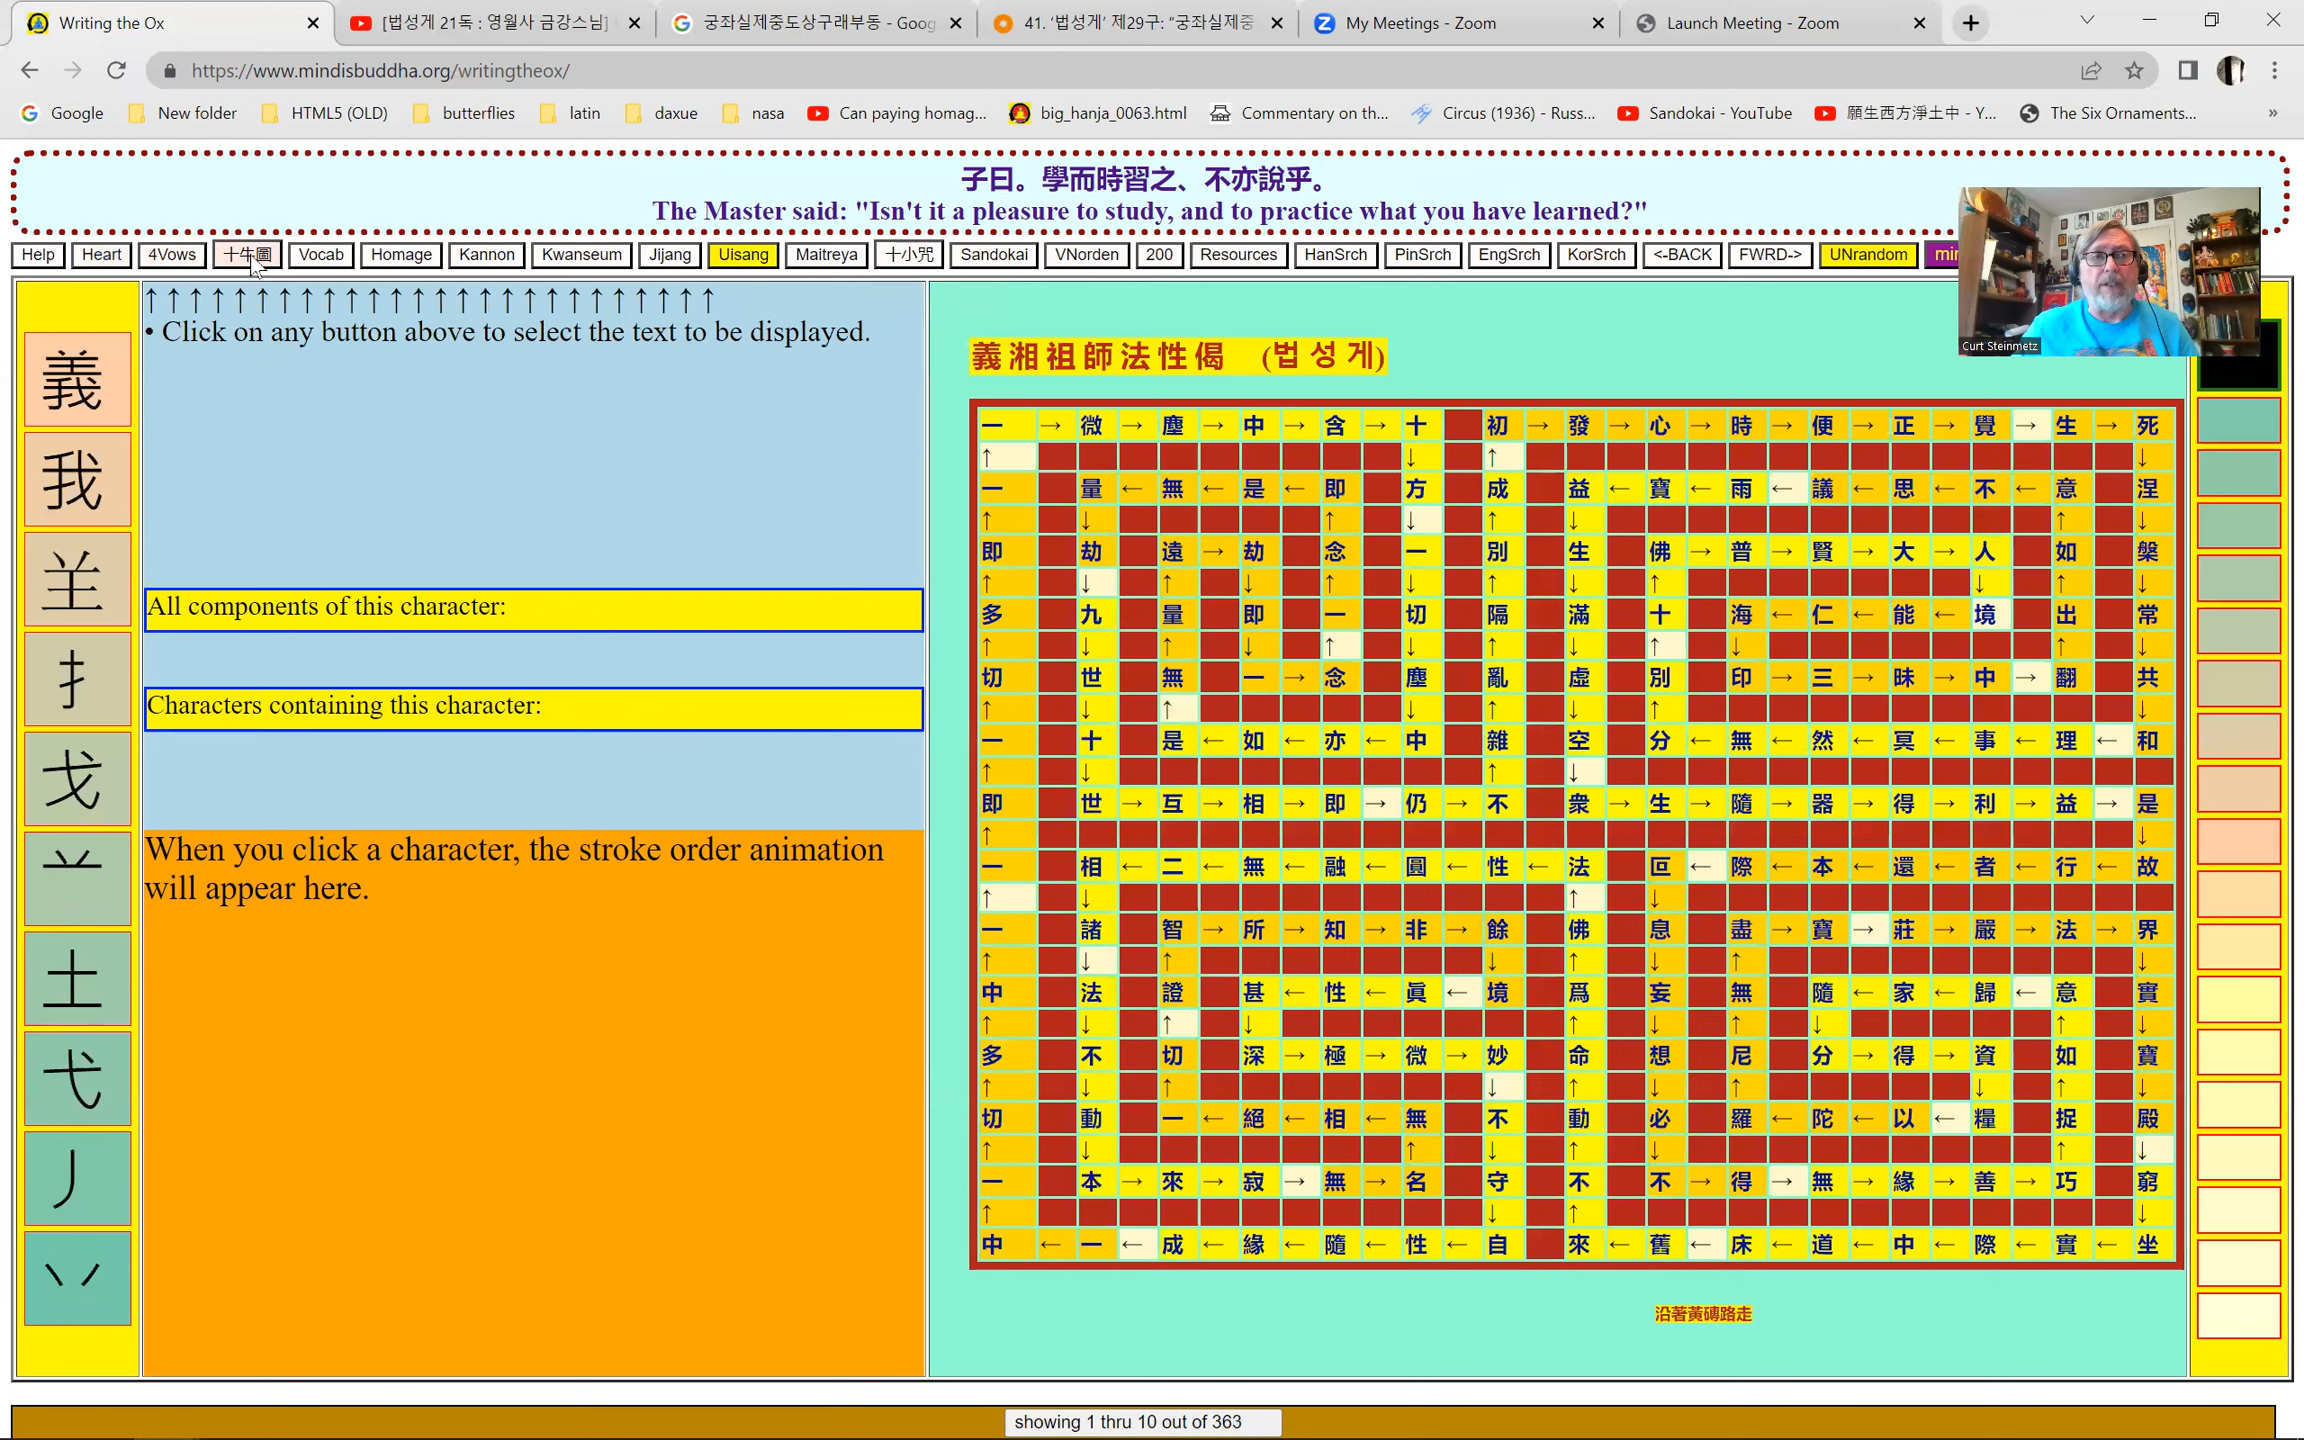 Writing the Ox
[법성게 21독 : 영월사 금강스님]
궁좌실제중도상구래부동 - Goog
41. ‘법성게’ 제29구: “궁좌실제중
My Meetings - Zoom
Launch Meeting - Zoom
https://www.mindisbuddha.org/writingtheox/
Google
New folder
HTML5 (OLD)
butterflies
latin
daxue
nasa
Can paying homag...
big_hanja_0063.html
Commentary on th...
Circus (1936) - Russ...
Sandokai - YouTube
願生西方淨土中 - Y...
The Six Ornaments...
子曰。學而時習之、不亦說乎。
The Master said: "Isn't it a pleasure to study, and to practice what you have learned?"
Help Heart 4Vows 十牛圖 Vocab Homage Kannon Kwanseum Jijang Uisang Maitreya 十小咒 Sandokai VNorden 200 Resources HanSrch PinSrch EngSrch KorSrch <-BACK FWRD-> UNrandom
Curt Steinmetz
義
我
羊
扌
戈
䒑
土
弋
丿
丷
↑ ↑ ↑ ↑ ↑ ↑ ↑ ↑ ↑ ↑ ↑ ↑ ↑ ↑ ↑ ↑ ↑ ↑ ↑ ↑ ↑ ↑ ↑ ↑ ↑ ↑
• Click on any button above to select the text to be displayed.
All components of this character:
Characters containing this character:
When you click a character, the stroke order animation
will appear here.
義湘祖師法性偈 (법성게)
一 → 微 → 塵 → 中 → 含 → 十 初 → 發 → 心 → 時 → 便 → 正 → 覺 → 生 → 死
↑ ↓ ↑ ↓
一 量 ← 無 ← 是 ← 即 方 成 益 ← 寶 ← 雨 ← 議 ← 思 ← 不 ← 意 涅
↑ ↓ ↑ ↓ ↑ ↓ ↑ ↓
即 劫 遠 → 劫 念 一 別 生 佛 → 普 → 賢 → 大 → 人 如 槃
↑ ↓ ↑ ↓ ↑ ↓ ↑ ↓ ↑ ↓ ↑ ↓
多 九 量 即 一 切 隔 滿 十 海 ← 仁 ← 能 ← 境 出 常
↑ ↓ ↑ ↓ ↑ ↓ ↑ ↓ ↑ ↓ ↑ ↓
切 世 無 一 → 念 塵 亂 虛 別 印 → 三 → 昧 → 中 → 翻 共
↑ ↓ ↑ ↓ ↑ ↓ ↑ ↓
一 十 是 ← 如 ← 亦 ← 中 雜 空 分 ← 無 ← 然 ← 冥 ← 事 ← 理 ← 和
↑ ↓ ↑ ↓
即 世 → 互 → 相 → 即 → 仍 → 不 衆 → 生 → 隨 → 器 → 得 → 利 → 益 → 是
↑ ↓
一 相 ← 二 ← 無 ← 融 ← 圓 ← 性 ← 法 叵 ← 際 ← 本 ← 還 ← 者 ← 行 ← 故
↑ ↓ ↑ ↓
一 諸 智 → 所 → 知 → 非 → 餘 佛 息 盡 → 寶 → 莊 → 嚴 → 法 → 界
↑ ↓ ↑ ↓ ↑ ↓ ↑ ↓
中 法 證 甚 ← 性 ← 眞 ← 境 爲 妄 無 隨 ← 家 ← 歸 ← 意 實
↑ ↓ ↑ ↓ ↑ ↓ ↑ ↓ ↑ ↓
多 不 切 深 → 極 → 微 → 妙 命 想 尼 分 → 得 → 資 如 寶
↑ ↓ ↑ ↓ ↑ ↓ ↑ ↓ ↑ ↓
切 動 一 ← 絕 ← 相 ← 無 不 動 必 羅 ← 陀 ← 以 ← 糧 捉 殿
↑ ↓ ↑ ↓ ↑ ↓ ↑ ↓
一 本 → 來 → 寂 → 無 → 名 守 不 不 → 得 → 無 → 緣 → 善 → 巧 窮
↑ ↓ ↑ ↓
中 ← 一 ← 成 ← 緣 ← 隨 ← 性 ← 自 來 ← 舊 ← 床 ← 道 ← 中 ← 際 ← 實 ← 坐
沿著黃磚路走
showing 1 thru 10 out of 363